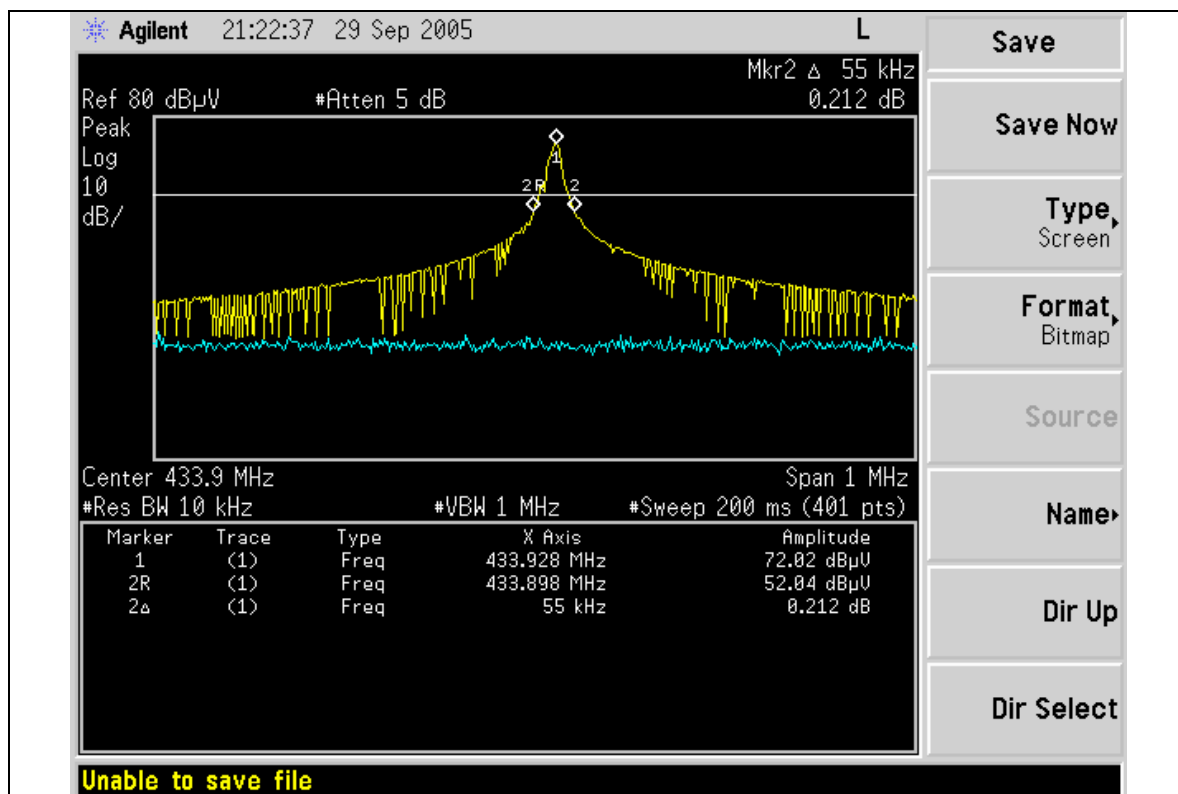 Agilent 21:22:37 29 Sep 2005 L
Mkr2 Δ 55 kHz
Ref 80 dBµV #Atten 5 dB 0.212 dB
Peak
Log
10
dB/
1
2R 2
Center 433.9 MHz Span 1 MHz
#Res BW 10 kHz #VBW 1 MHz #Sweep 200 ms (401 pts)
Marker Trace Type X Axis Amplitude
1 (1) Freq 433.928 MHz 72.02 dBµV
2R (1) Freq 433.898 MHz 52.04 dBµV
2Δ (1) Freq 55 kHz 0.212 dB
Unable to save file
Save
Save Now
Type
Screen
Format
Bitmap
Source
Name
Dir Up
Dir Select